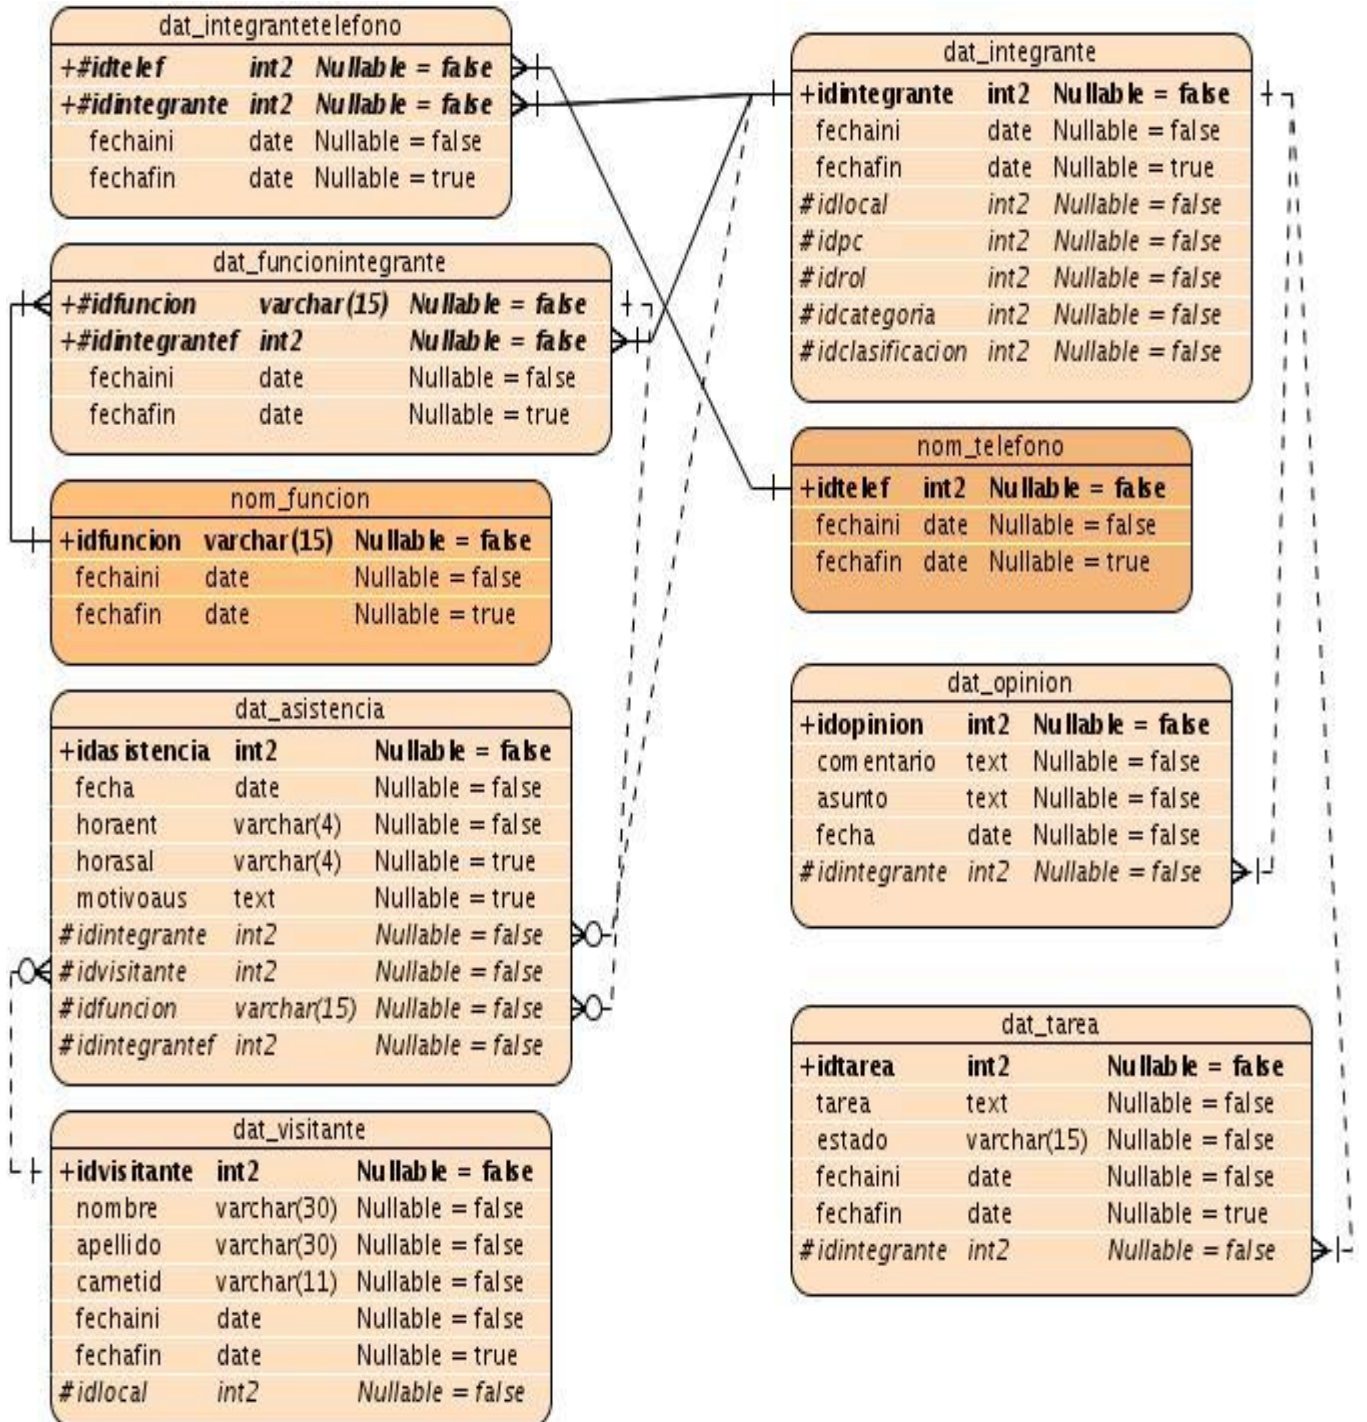 dat_integrantetelefono
+#idtelef int2 Nullable = false
+#idintegrante int2 Nullable = false
fechaini date Nullable = false
fechafin date Nullable = true
dat_funcionintegrante
+#idfuncion varchar(15) Nullable = false
+#idintegrantef int2 Nullable = false
fechaini date Nullable = false
fechafin date Nullable = true
nom_funcion
+idfuncion varchar(15) Nullable = false
fechaini date Nullable = false
fechafin date Nullable = true
dat_asistencia
+idasistencia int2 Nullable = false
fecha date Nullable = false
horaent varchar(4) Nullable = false
horasal varchar(4) Nullable = true
motivoaus text Nullable = true
#idintegrante int2 Nullable = false
#idvisitante int2 Nullable = false
#idfuncion varchar(15) Nullable = false
#idintegrantef int2 Nullable = false
dat_visitante
+idvisitante int2 Nullable = false
nombre varchar(30) Nullable = false
apellido varchar(30) Nullable = false
carnetid varchar(11) Nullable = false
fechaini date Nullable = false
fechafin date Nullable = true
#idlocal int2 Nullable = false
dat_integrante
+idintegrante int2 Nullable = false
fechaini date Nullable = false
fechafin date Nullable = true
#idlocal int2 Nullable = false
#idpc int2 Nullable = false
#idrol int2 Nullable = false
#idcategoria int2 Nullable = false
#idclasificacion int2 Nullable = false
nom_telefono
+idtelef int2 Nullable = false
fechaini date Nullable = false
fechafin date Nullable = true
dat_opinion
+idopinion int2 Nullable = false
comentario text Nullable = false
asunto text Nullable = false
fecha date Nullable = false
#idintegrante int2 Nullable = false
dat_tarea
+idtarea int2 Nullable = false
tarea text Nullable = false
estado varchar(15) Nullable = false
fechaini date Nullable = false
fechafin date Nullable = true
#idintegrante int2 Nullable = false